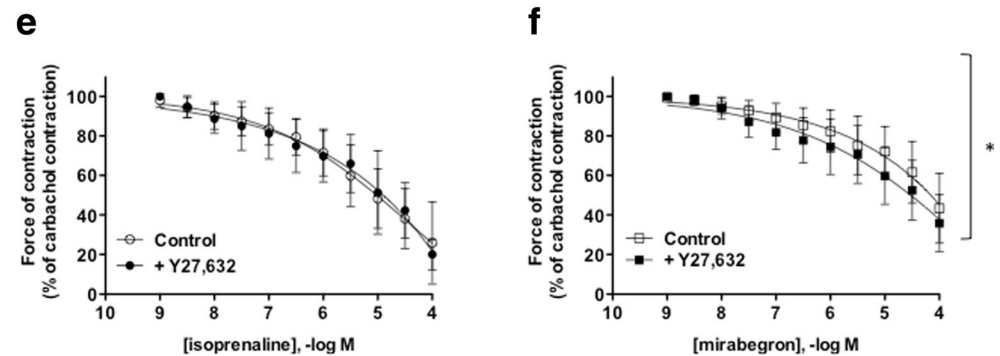 e
Force of contraction
(% of carbachol contraction)
100
80
60
40
20
0
Control
+ Y27,632
10 9 8 7 6 5 4
[isoprenaline], -log M
f
Force of contraction
(% of carbachol contraction)
100
80
60
40
20
0
Control
+ Y27,632
10 9 8 7 6 5 4
[mirabegron], -log M
*